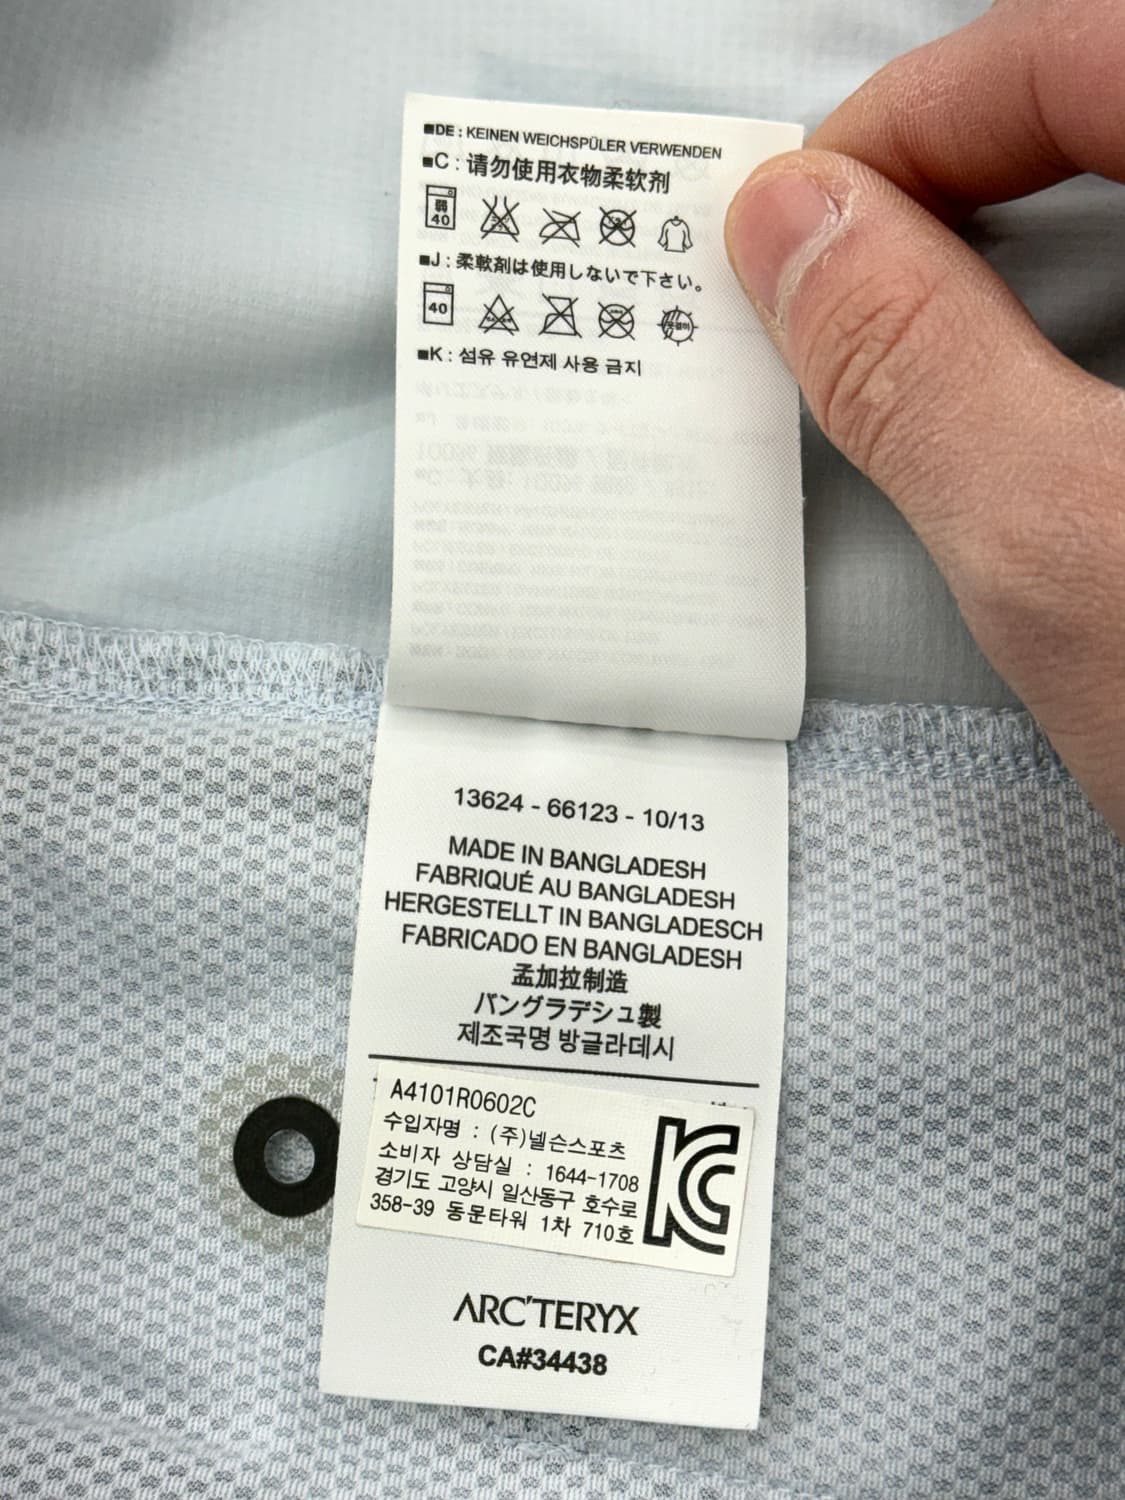 ■DE : KEINEN WEICHSPÜLER VERWENDEN
■C : 请勿使用衣物柔软剂
弱
40
■J : 柔軟剤は使用しないで下さい。
40
■K : 섬유 유연제 사용 금지
13624 - 66123 - 10/13
MADE IN BANGLADESH
FABRIQUÉ AU BANGLADESH
HERGESTELLT IN BANGLADESCH
FABRICADO EN BANGLADESH
孟加拉制造
バングラデシュ製
제조국명 방글라데시
A4101R0602C
수입자명 : (주)넬슨스포츠
소비자 상담실 : 1644-1708
경기도 고양시 일산동구 호수로
358-39 동문타워 1차 710호
ARC'TERYX
CA#34438